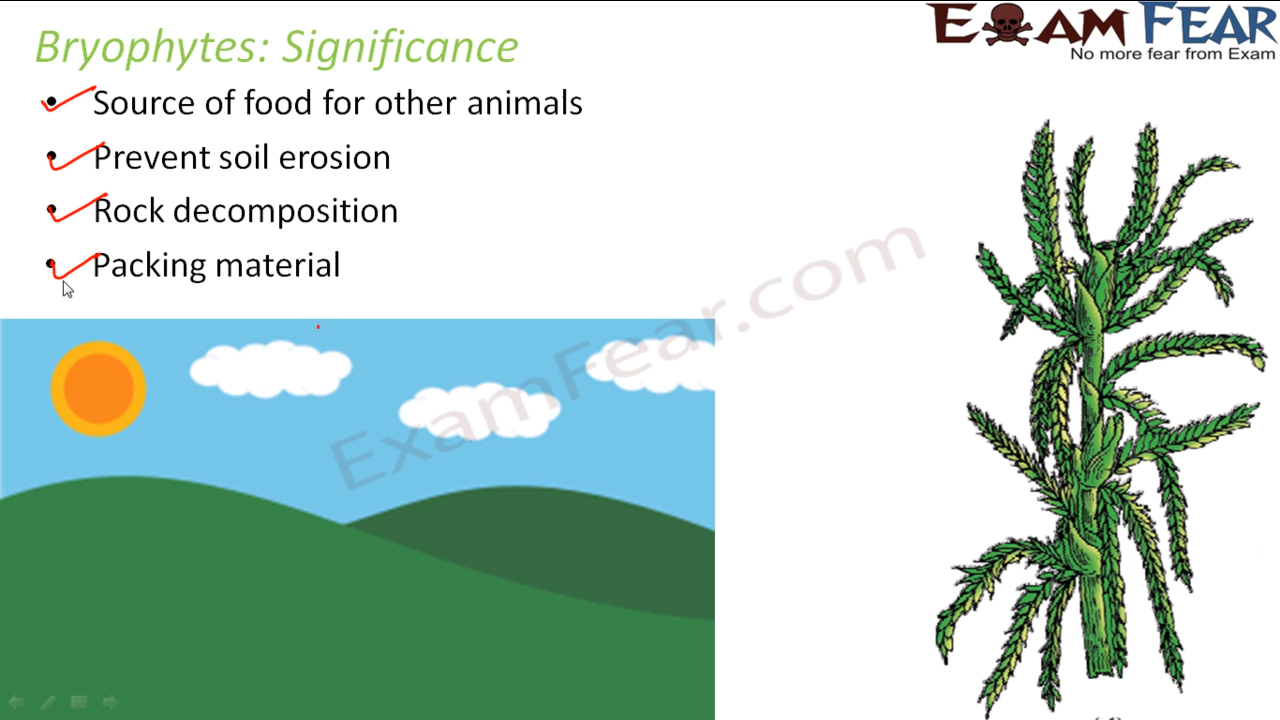 Bryophytes: Significance
EXAM FEAR
No more fear from Exam
• Source of food for other animals
• Prevent soil erosion
• Rock decomposition
• Packing material
ExamFear.com